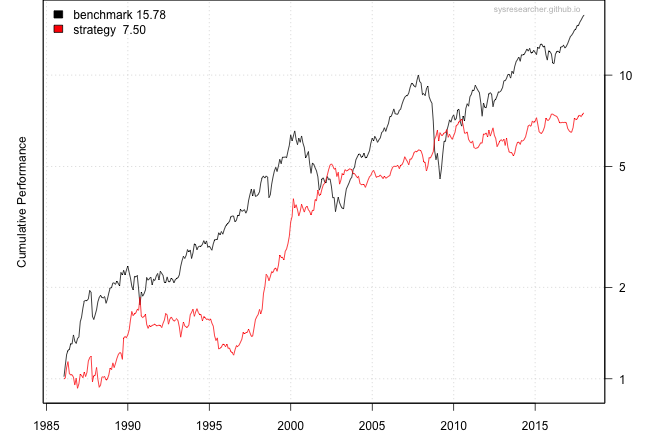 sysresearcher.github.io
benchmark 15.78
strategy 7.50
Cumulative Performance
10
5
2
1
1985 1990 1995 2000 2005 2010 2015